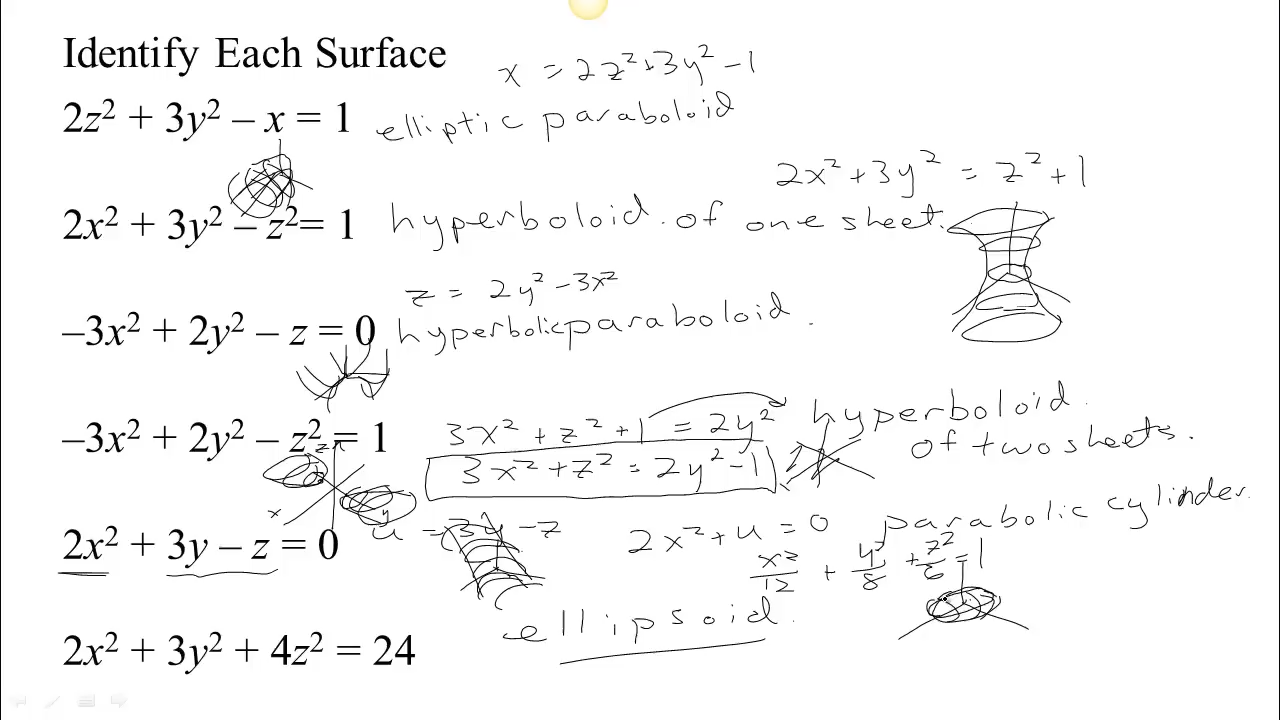 Identify Each Surface
x = 2z² + 3y² – 1
2z² + 3y² – x = 1
elliptic paraboloid
2x² + 3y² = z² + 1
2x² + 3y² – z² = 1
hyperboloid of one sheet.
z = 2y² – 3x²
–3x² + 2y² – z = 0
hyperbolic paraboloid.
–3x² + 2y² – z² = 1
3x² + z² + 1 = 2y²
hyperboloid
of two sheets.
3x² + z² = 2y² – 1
z
x
y
2x² + 3y – z = 0
u = 3y – z
2x² + u = 0
parabolic cylinder.
x²/12 + y²/8 + z²/6 = 1
2x² + 3y² + 4z² = 24
ellipsoid.